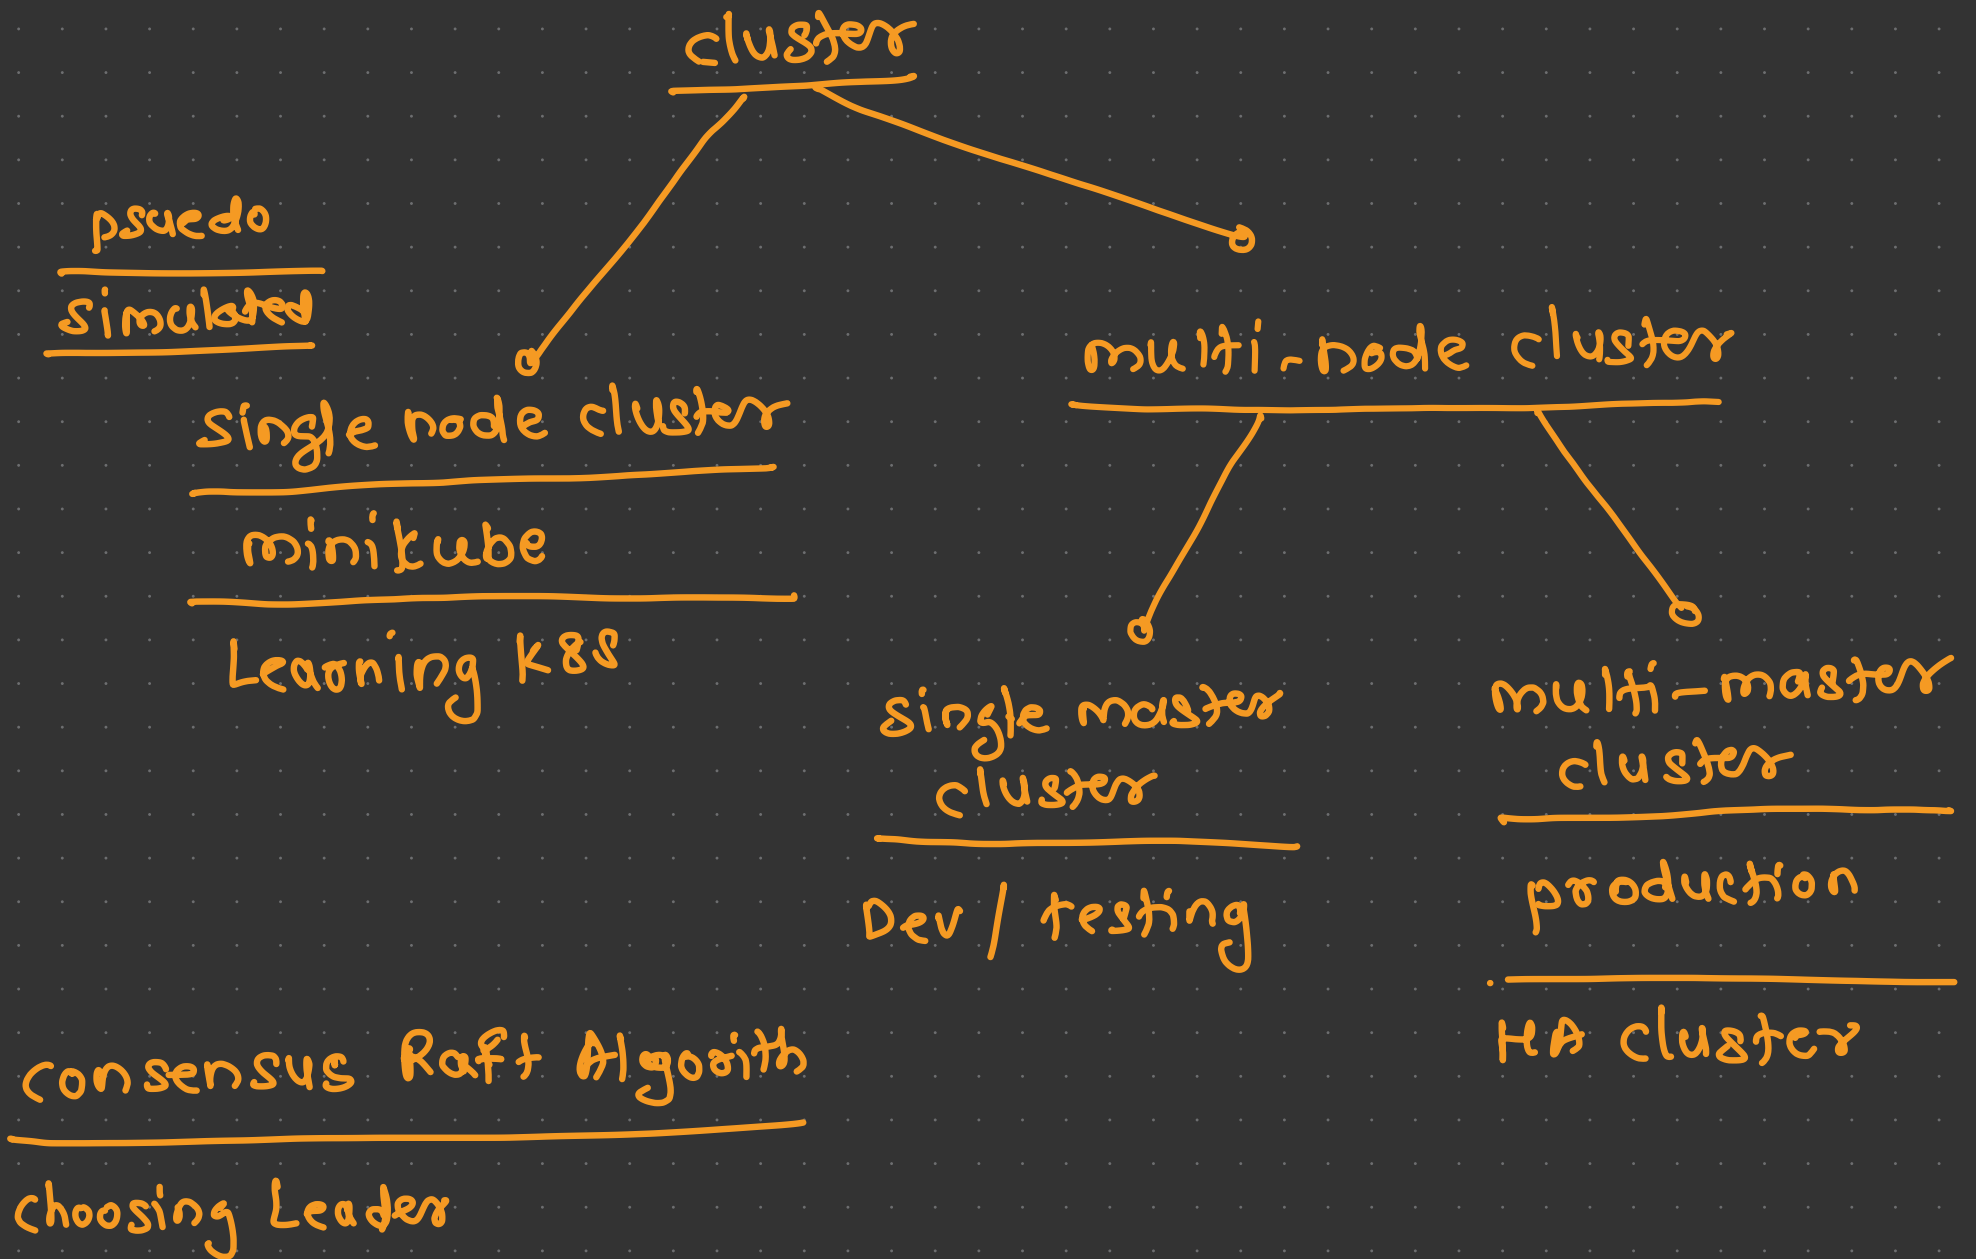 cluster
psuedo
simulated
single node cluster
minikube
Learning K8S
multi-node cluster
single master
cluster
Dev / testing
multi-master
cluster
production
HA cluster
consensus Raft Algorith
choosing Leader